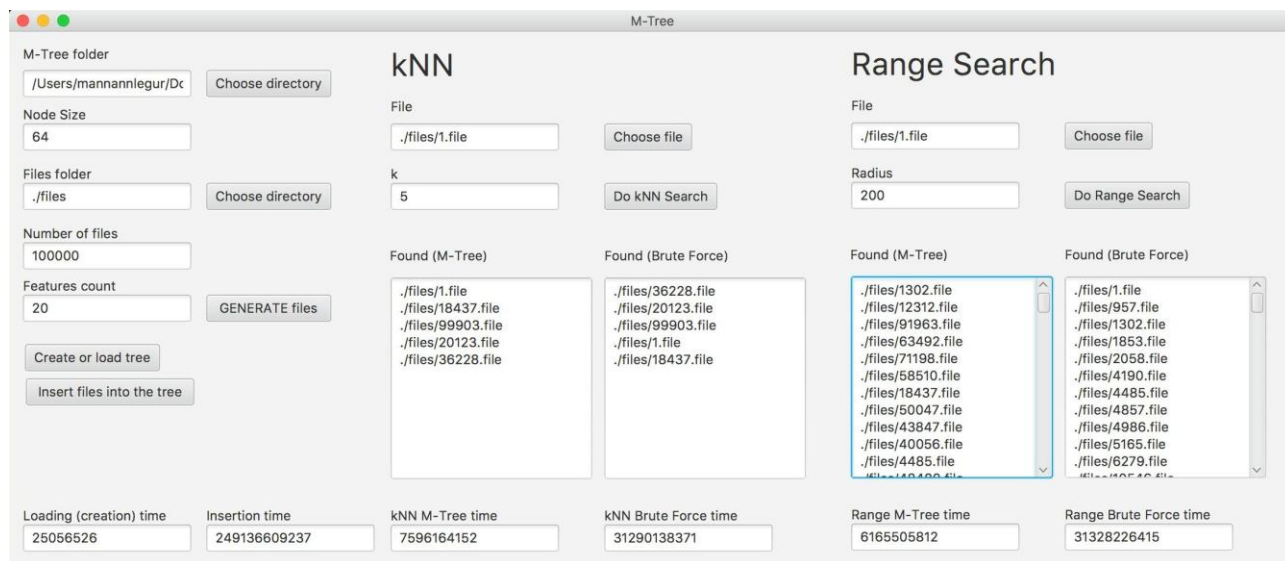 M-Tree
M-Tree folder
/Users/mannannlegur/Dc
Choose directory
Node Size
64
Files folder
./files
Choose directory
Number of files
100000
Features count
20
GENERATE files
Create or load tree
Insert files into the tree
Loading (creation) time
25056526
Insertion time
249136609237
kNN
File
./files/1.file
Choose file
k
5
Do kNN Search
Found (M-Tree)
./files/1.file
./files/18437.file
./files/99903.file
./files/20123.file
./files/36228.file
Found (Brute Force)
./files/36228.file
./files/20123.file
./files/99903.file
./files/1.file
./files/18437.file
kNN M-Tree time
7596164152
kNN Brute Force time
31290138371
Range Search
File
./files/1.file
Choose file
Radius
200
Do Range Search
Found (M-Tree)
./files/1302.file
./files/12312.file
./files/91963.file
./files/63492.file
./files/71198.file
./files/58510.file
./files/18437.file
./files/50047.file
./files/43847.file
./files/40056.file
./files/4485.file
Found (Brute Force)
./files/1.file
./files/957.file
./files/1302.file
./files/1853.file
./files/2058.file
./files/4190.file
./files/4485.file
./files/4857.file
./files/4986.file
./files/5165.file
./files/6279.file
Range M-Tree time
6165505812
Range Brute Force time
31328226415